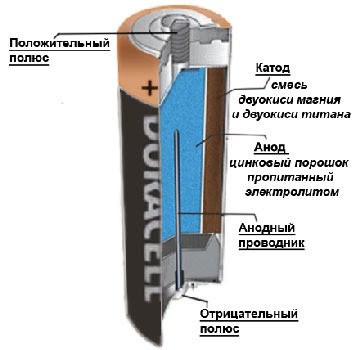 Положительный
полюс
Катод
смесь
двуокиси магния
и двуокиси титана
Анод
цинковый порошок
пропитанный
электролитом
Анодный
проводник
Отрицательный
полюс
+
DURACELL